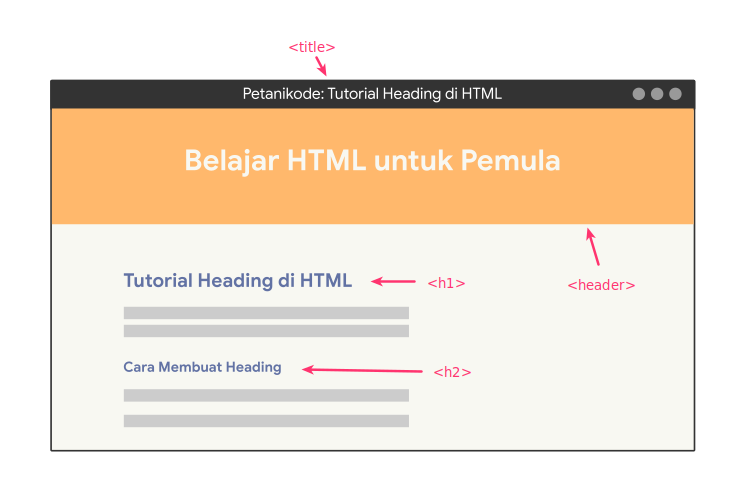 <title>
Petanikode: Tutorial Heading di HTML
Belajar HTML untuk Pemula
Tutorial Heading di HTML
<h1>
<header>
Cara Membuat Heading
<h2>